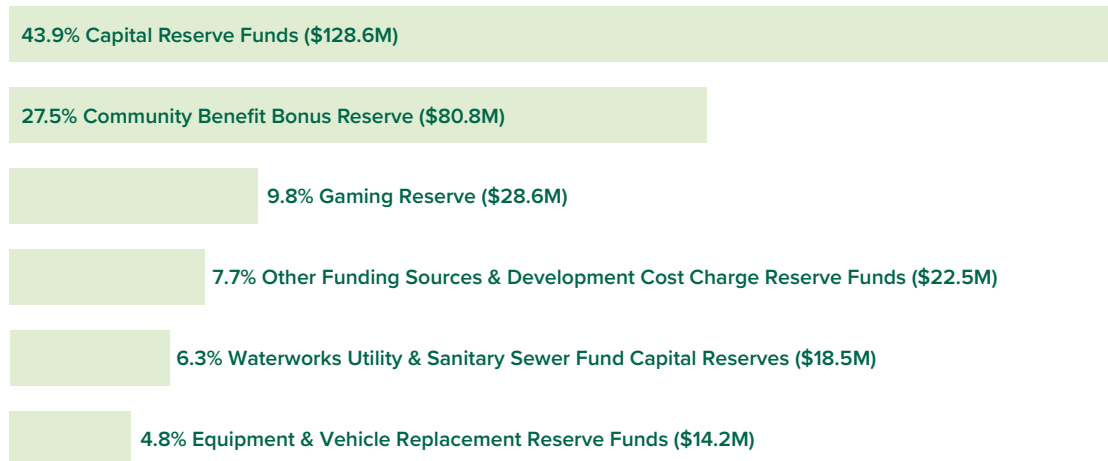 43.9% Capital Reserve Funds ($128.6M)
27.5% Community Benefit Bonus Reserve ($80.8M)
9.8% Gaming Reserve ($28.6M)
7.7% Other Funding Sources & Development Cost Charge Reserve Funds ($22.5M)
6.3% Waterworks Utility & Sanitary Sewer Fund Capital Reserves ($18.5M)
4.8% Equipment & Vehicle Replacement Reserve Funds ($14.2M)